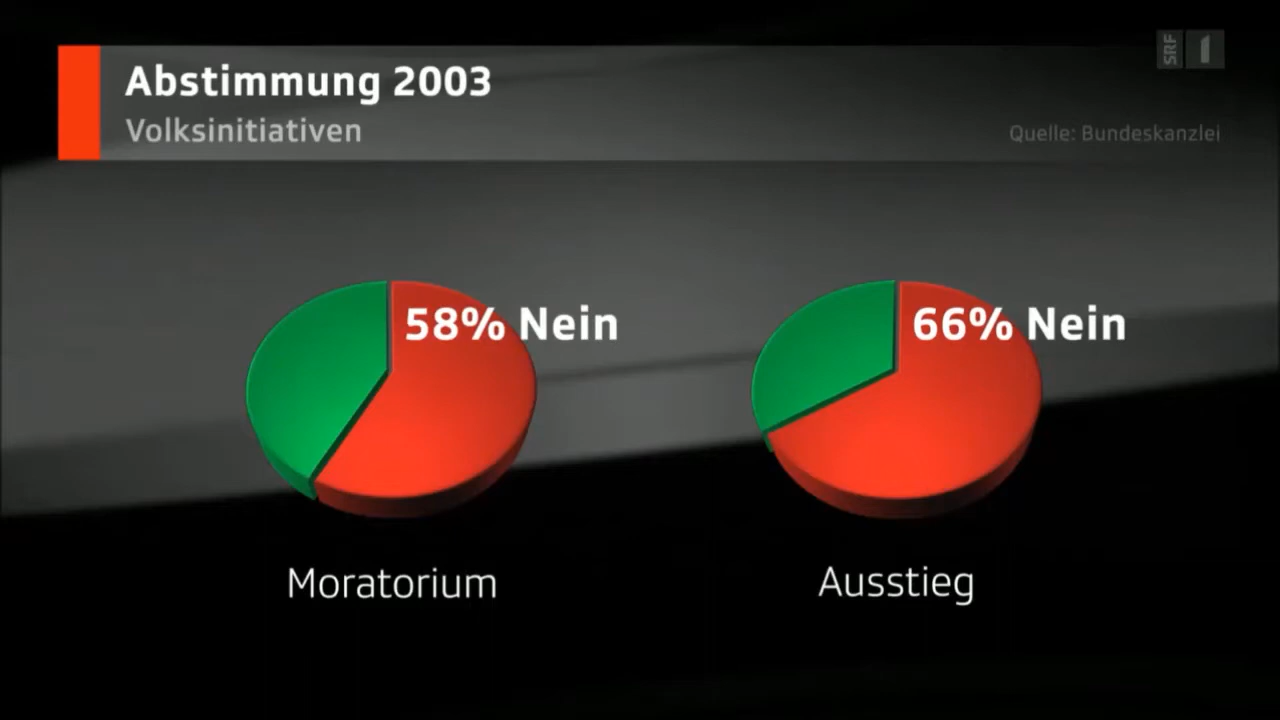 SRF 1
Abstimmung 2003
Volksinitiativen
Quelle: Bundeskanzlei
58% Nein
66% Nein
Moratorium
Ausstieg